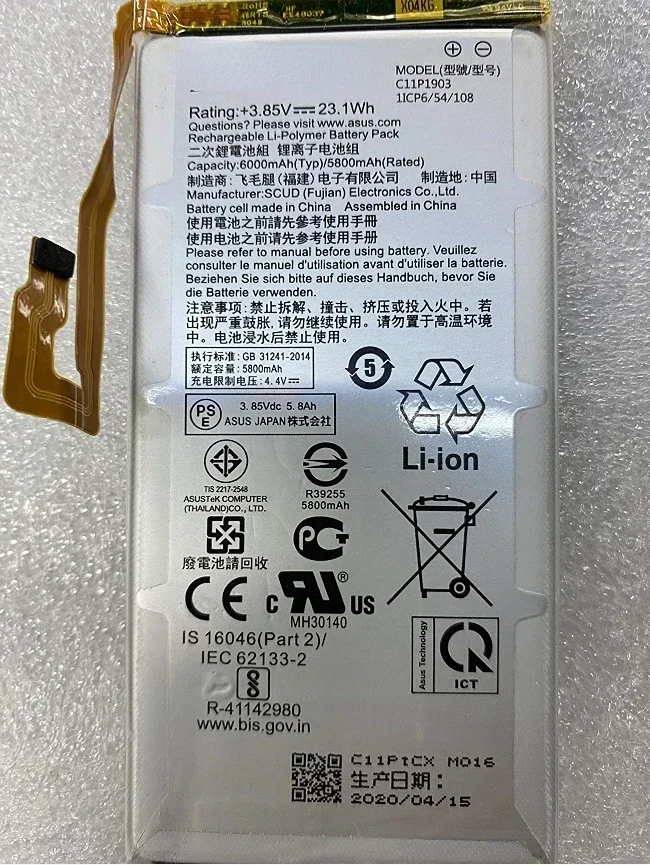 X04KG
E349037
MODEL(型號/型号)
C11P1903
1ICP6/54/108
Rating:+3.85V⎓23.1Wh
Questions? Please visit www.asus.com
Rechargeable Li-Polymer Battery Pack
二次鋰電池組 锂离子电池组
Capacity:6000mAh(Typ)/5800mAh(Rated)
制造商: 飞毛腿(福建)电子有限公司 制造地: 中国
Manufacturer:SCUD (Fujian) Electronics Co.,Ltd.
Battery cell made in China Assembled in China
使用電池之前請先參考使用手冊
使用电池之前请先参考使用手册
Please refer to manual before using battery. Veuillez
consulter le manuel d'utilisation avant d'utiliser la batterie.
Beziehen Sie sich bitte auf dieses Handbuch, bevor Sie
die Batterie verwenden.
注意事项: 禁止拆解、撞击、挤压或投入火中。若
出现严重鼓胀, 请勿继续使用。请勿置于高温环境
中。电池浸水后禁止使用。
执行标准: GB 31241-2014
额定容量: 5800mAh
充电限制电压: 4.4V⎓
5
PS
E
3.85Vdc 5.8Ah
ASUS JAPAN株式会社
Li-ion
TIS 2217-2548
ASUSTeK COMPUTER
(THAILAND)CO., LTD.
R39255
5800mAh
廢電池請回收
CE
c RU ® US
MH30140
IS 16046(Part 2)/
IEC 62133-2
R-41142980
www.bis.gov.in
Asus Technology
ICT
C11PtCX M016
生产日期:
2020/04/15